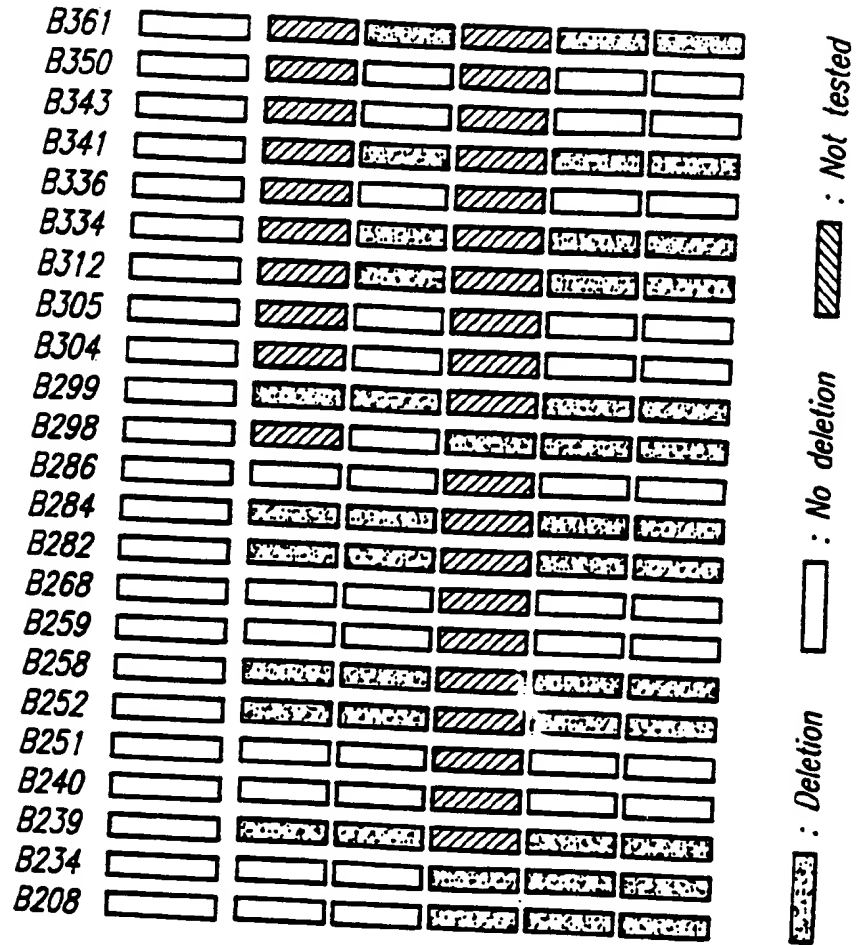 B361
B350
B343
B341
B336
B334
B312
B305
B304
B299
B298
B286
B284
B282
B268
B259
B258
B252
B251
B240
B239
B234
B208
: Deletion
: No deletion
: Not tested